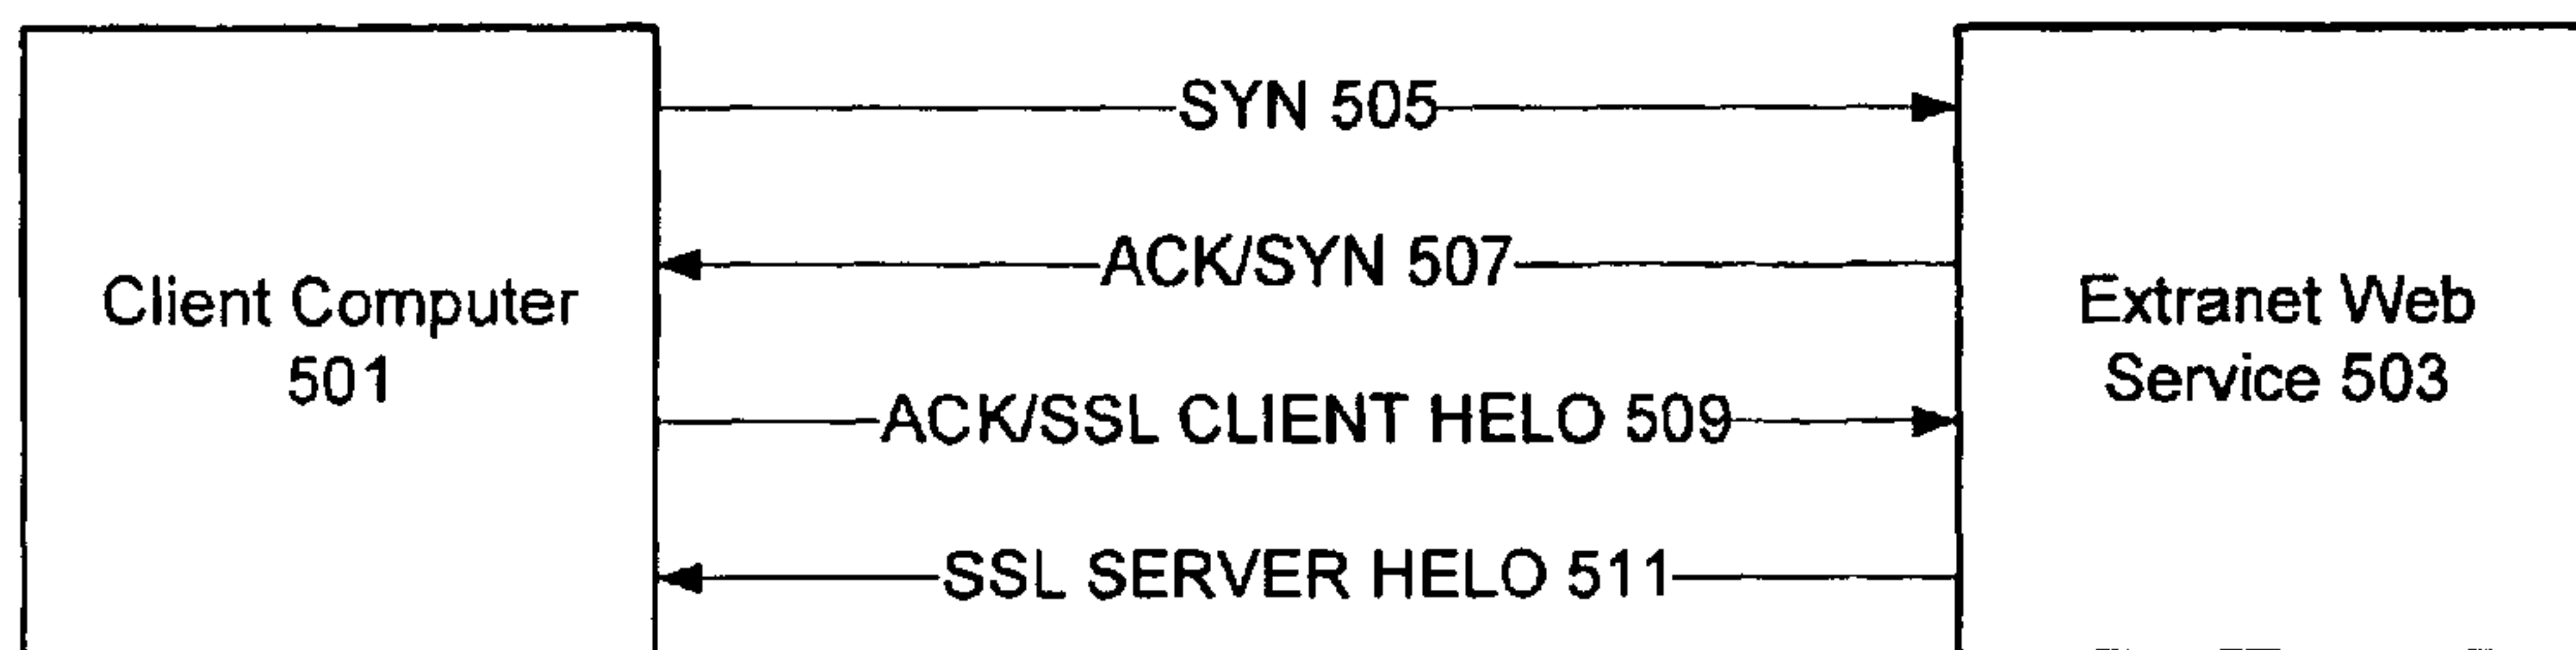 SYN 505
ACK/SYN 507
Client Computer
501
Extranet Web
Service 503
ACK/SSL CLIENT HELO 509
SSL SERVER HELO 511